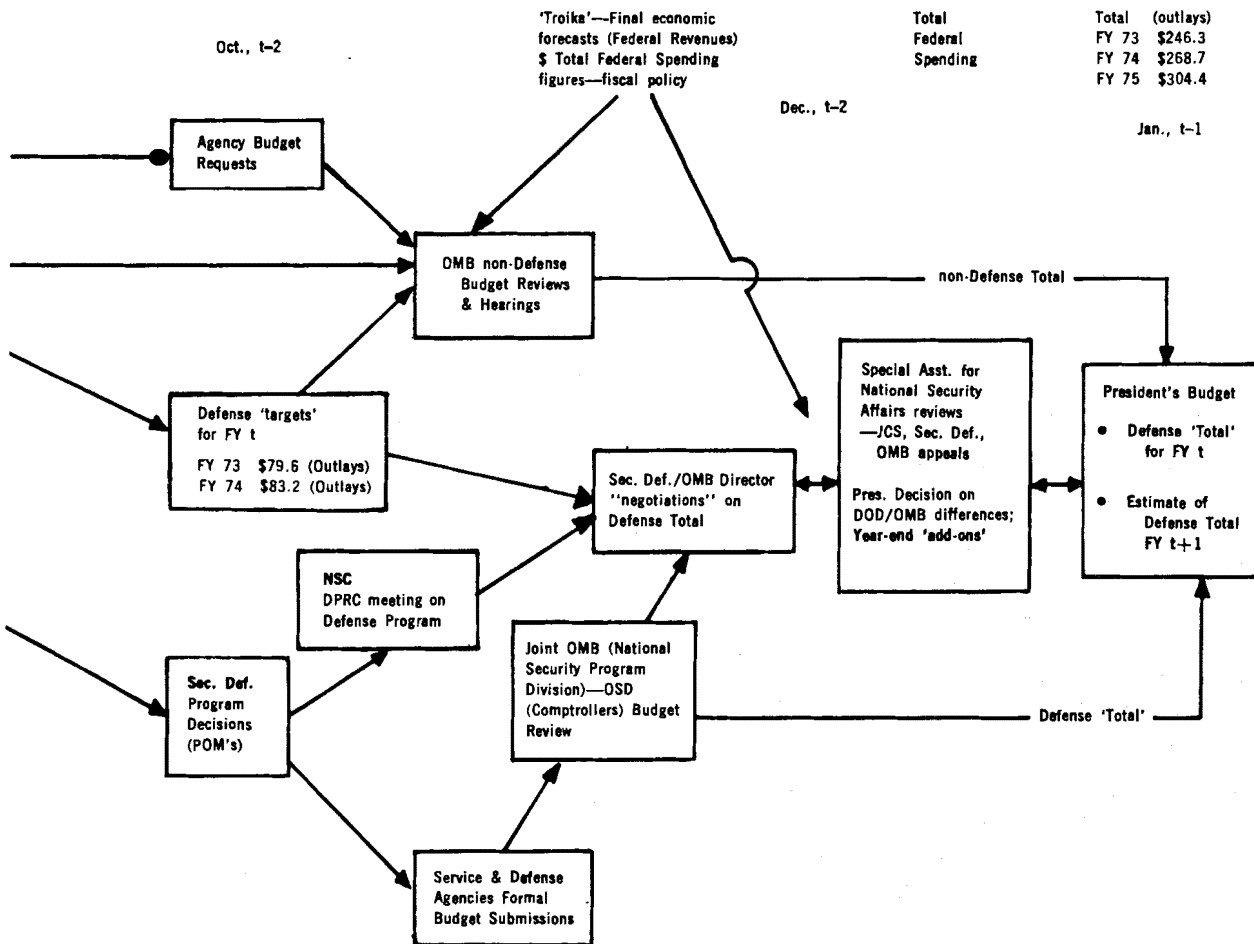 Oct., t–2
'Troika'—Final economic
forecasts (Federal Revenues)
$ Total Federal Spending
figures—fiscal policy
Dec., t–2
Total
Federal
Spending
Total (outlays)
FY 73 $246.3
FY 74 $268.7
FY 75 $304.4
Jan., t–1
Agency Budget
Requests
OMB non-Defense
Budget Reviews
& Hearings
non-Defense Total
Defense 'targets'
for FY t
FY 73 $79.6 (Outlays)
FY 74 $83.2 (Outlays)
Sec. Def./OMB Director
''negotiations'' on
Defense Total
Special Asst. for
National Security
Affairs reviews
—JCS, Sec. Def.,
OMB appeals
Pres. Decision on
DOD/OMB differences;
Year-end 'add-ons'
President's Budget
• Defense 'Total'
for FY t
• Estimate of
Defense Total
FY t+1
NSC
DPRC meeting on
Defense Program
Sec. Def.
Program
Decisions
(POM's)
Joint OMB (National
Security Program
Division)—OSD
(Comptrollers) Budget
Review
Defense 'Total'
Service & Defense
Agencies Formal
Budget Submissions